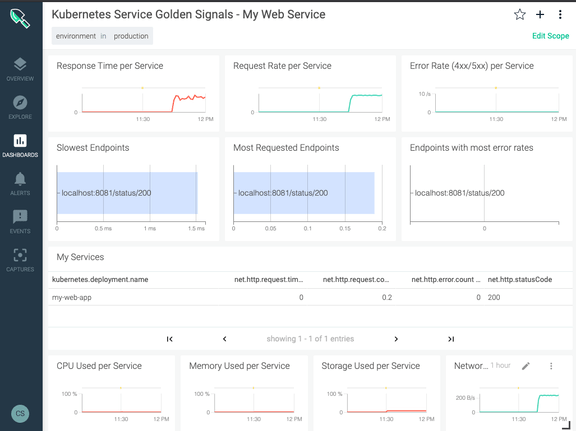 Kubernetes Service Golden Signals - My Web Service
environment in production
Edit Scope
OVERVIEW
EXPLORE
DASHBOARDS
ALERTS
EVENTS
CAPTURES
CS
Response Time per Service
0
11:30
12 PM
Request Rate per Service
0
11:30
12 PM
Error Rate (4xx/5xx) per Service
10 /s
0
11:30
12 PM
Slowest Endpoints
localhost:8081/status/200
0
0.5 ms
1 ms
1.5 ms
Most Requested Endpoints
localhost:8081/status/200
0
0.05
0.1
0.15
0.2
Endpoints with most error rates
localhost:8081/status/200
0
My Services
kubernetes.deployment.name net.http.request.tim... net.http.request.co... net.http.error.count ... net.http.statusCode
my-web-app 0 0.2 0 200
showing 1 - 1 of 1 entries
CPU Used per Service
100 %
0
11:30
12 PM
Memory Used per Service
100 %
0
11:30
12 PM
Storage Used per Service
100 %
0
11:30
12 PM
Networ... 1 hour
200 B/s
0
11:30
12 PM